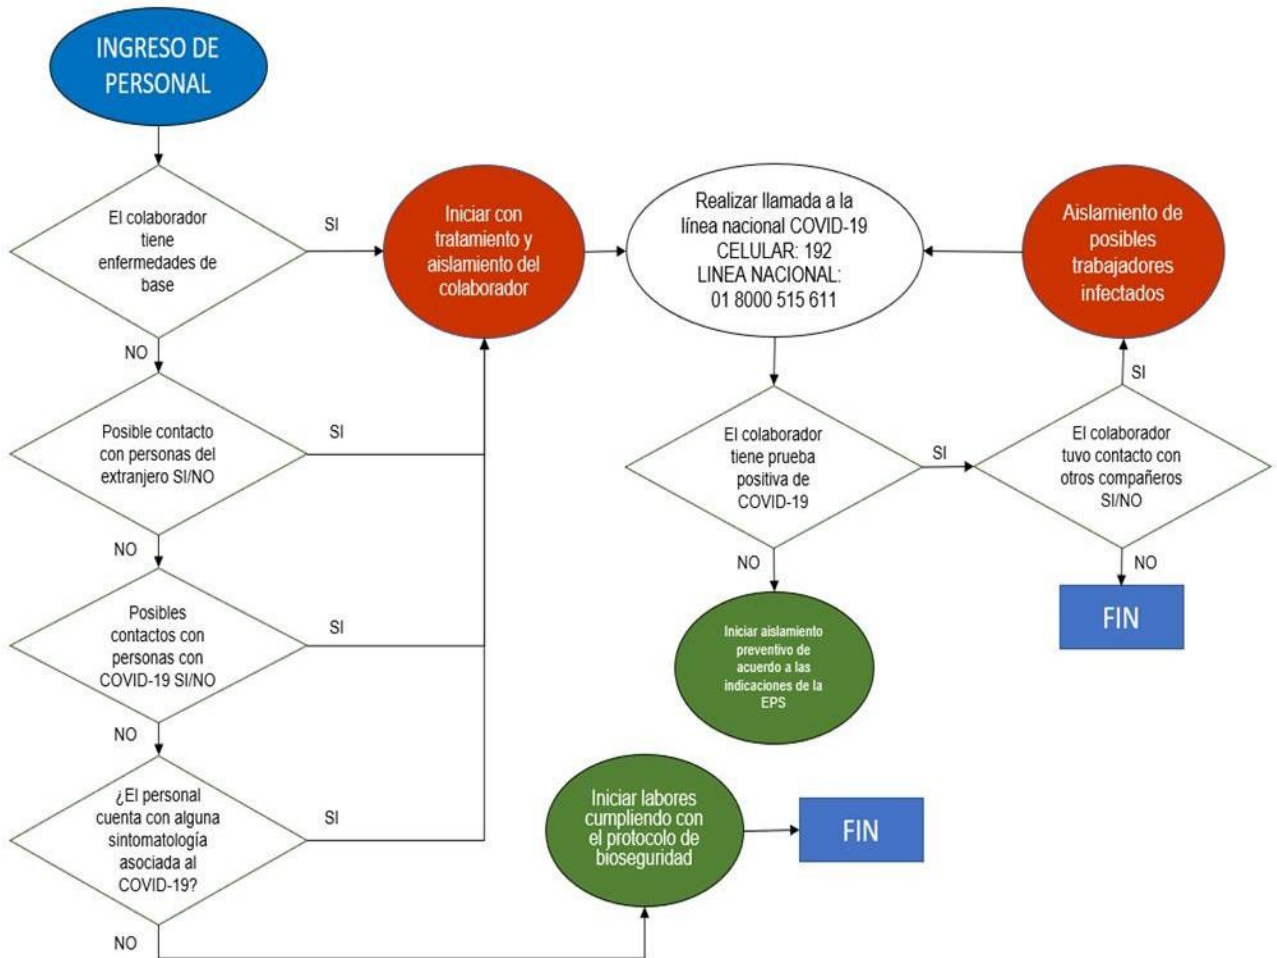 INGRESO DE
PERSONAL
El colaborador
tiene
enfermedades de
base
SI
NO
Iniciar con
tratamiento y
aislamiento del
colaborador
Realizar llamada a la
línea nacional COVID-19
CELULAR: 192
LINEA NACIONAL:
01 8000 515 611
Aislamiento de
posibles
trabajadores
infectados
Posible contacto
con personas del
extranjero SI/NO
SI
NO
El colaborador
tiene prueba
positiva de
COVID-19
SI
NO
El colaborador
tuvo contacto con
otros compañeros
SI/NO
SI
NO
Posibles
contactos con
personas con
COVID-19 SI/NO
SI
NO
Iniciar aislamiento
preventivo de
acuerdo a las
indicaciones de la
EPS
FIN
¿El personal
cuenta con alguna
sintomatología
asociada al
COVID-19?
SI
NO
Iniciar labores
cumpliendo con
el protocolo de
bioseguridad
FIN